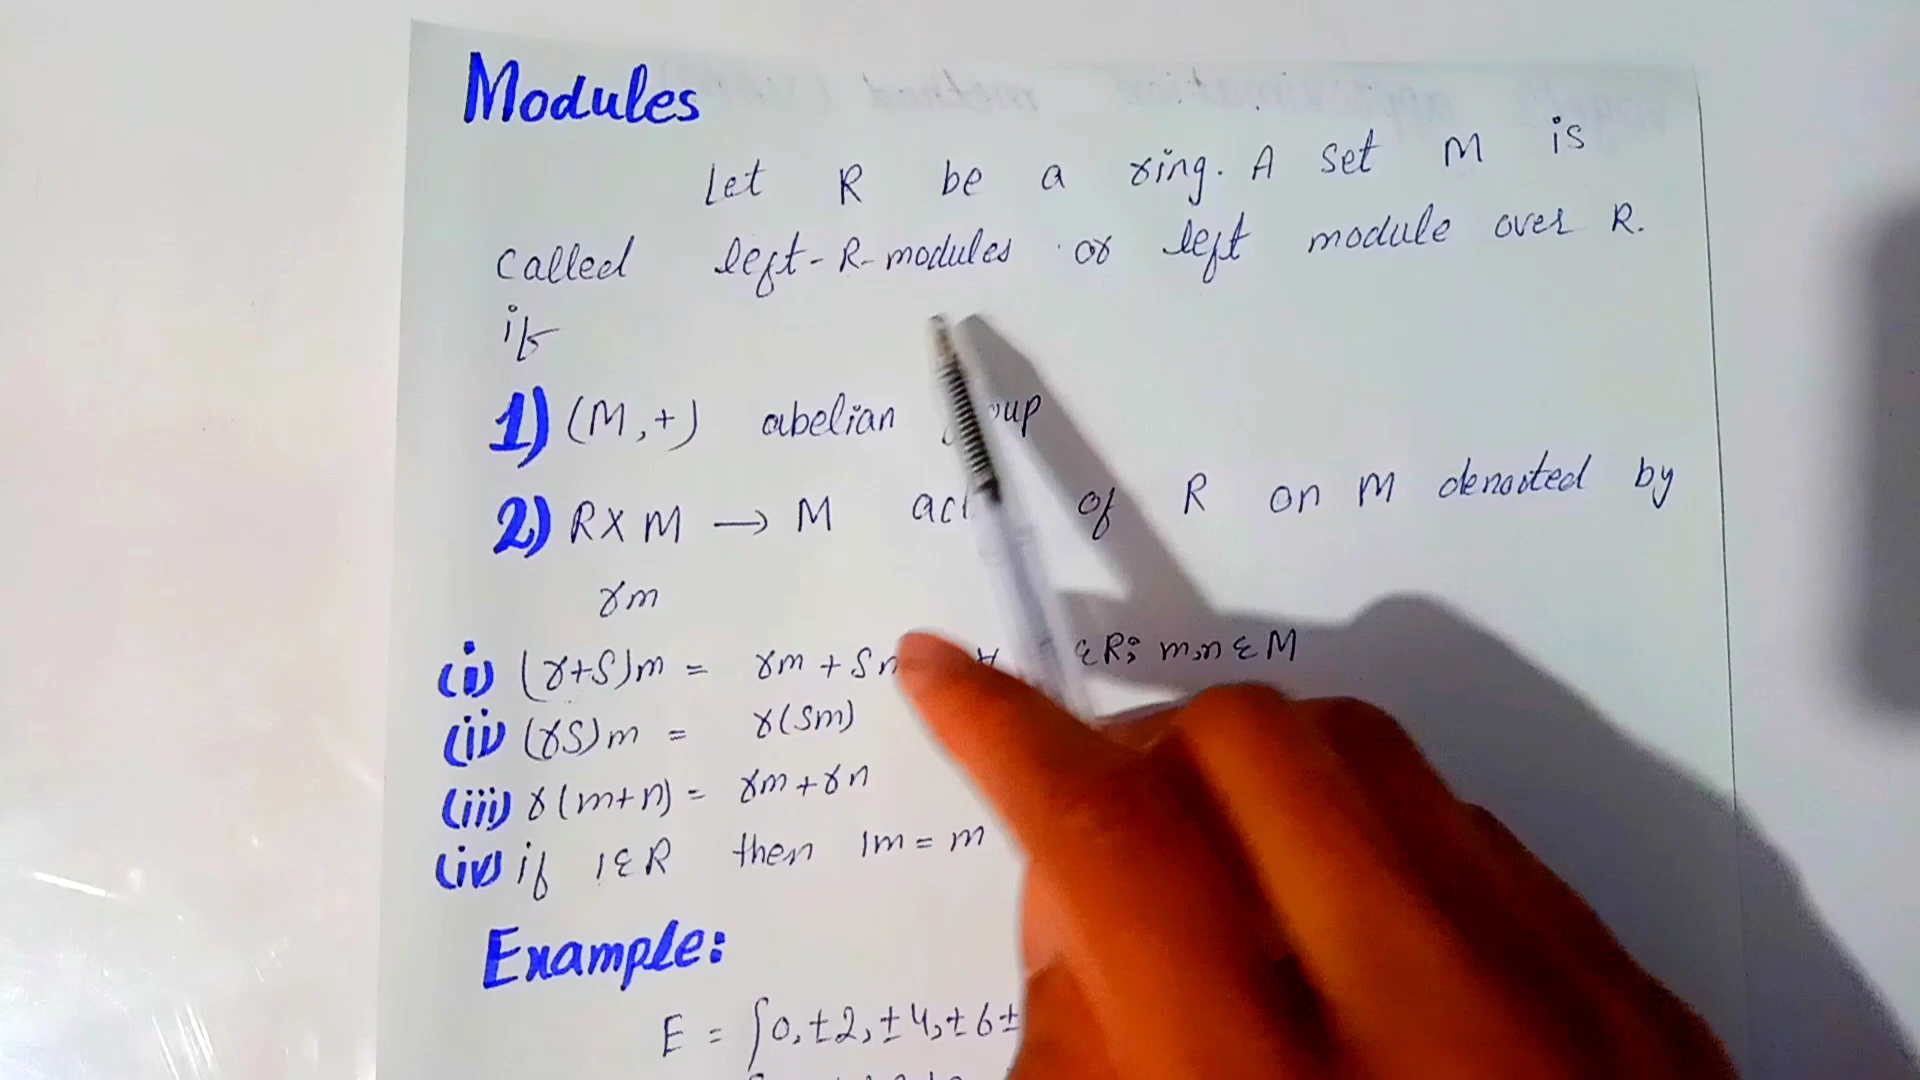 Modules
Let R be a ring. A set M is
called left-R-modules or left module over R.
if
1) (M,+) abelian
2) R×M → M of R on M denoted by
rm
(i) (r+s)m = rm + s ∈R; m,n ∈ M
(ii) (rs)m = r(sm)
(iii) r(m+n) = rm+rn
(iv) if 1∈R then 1m = m
Example:
E = {0,±2,±4,±6±